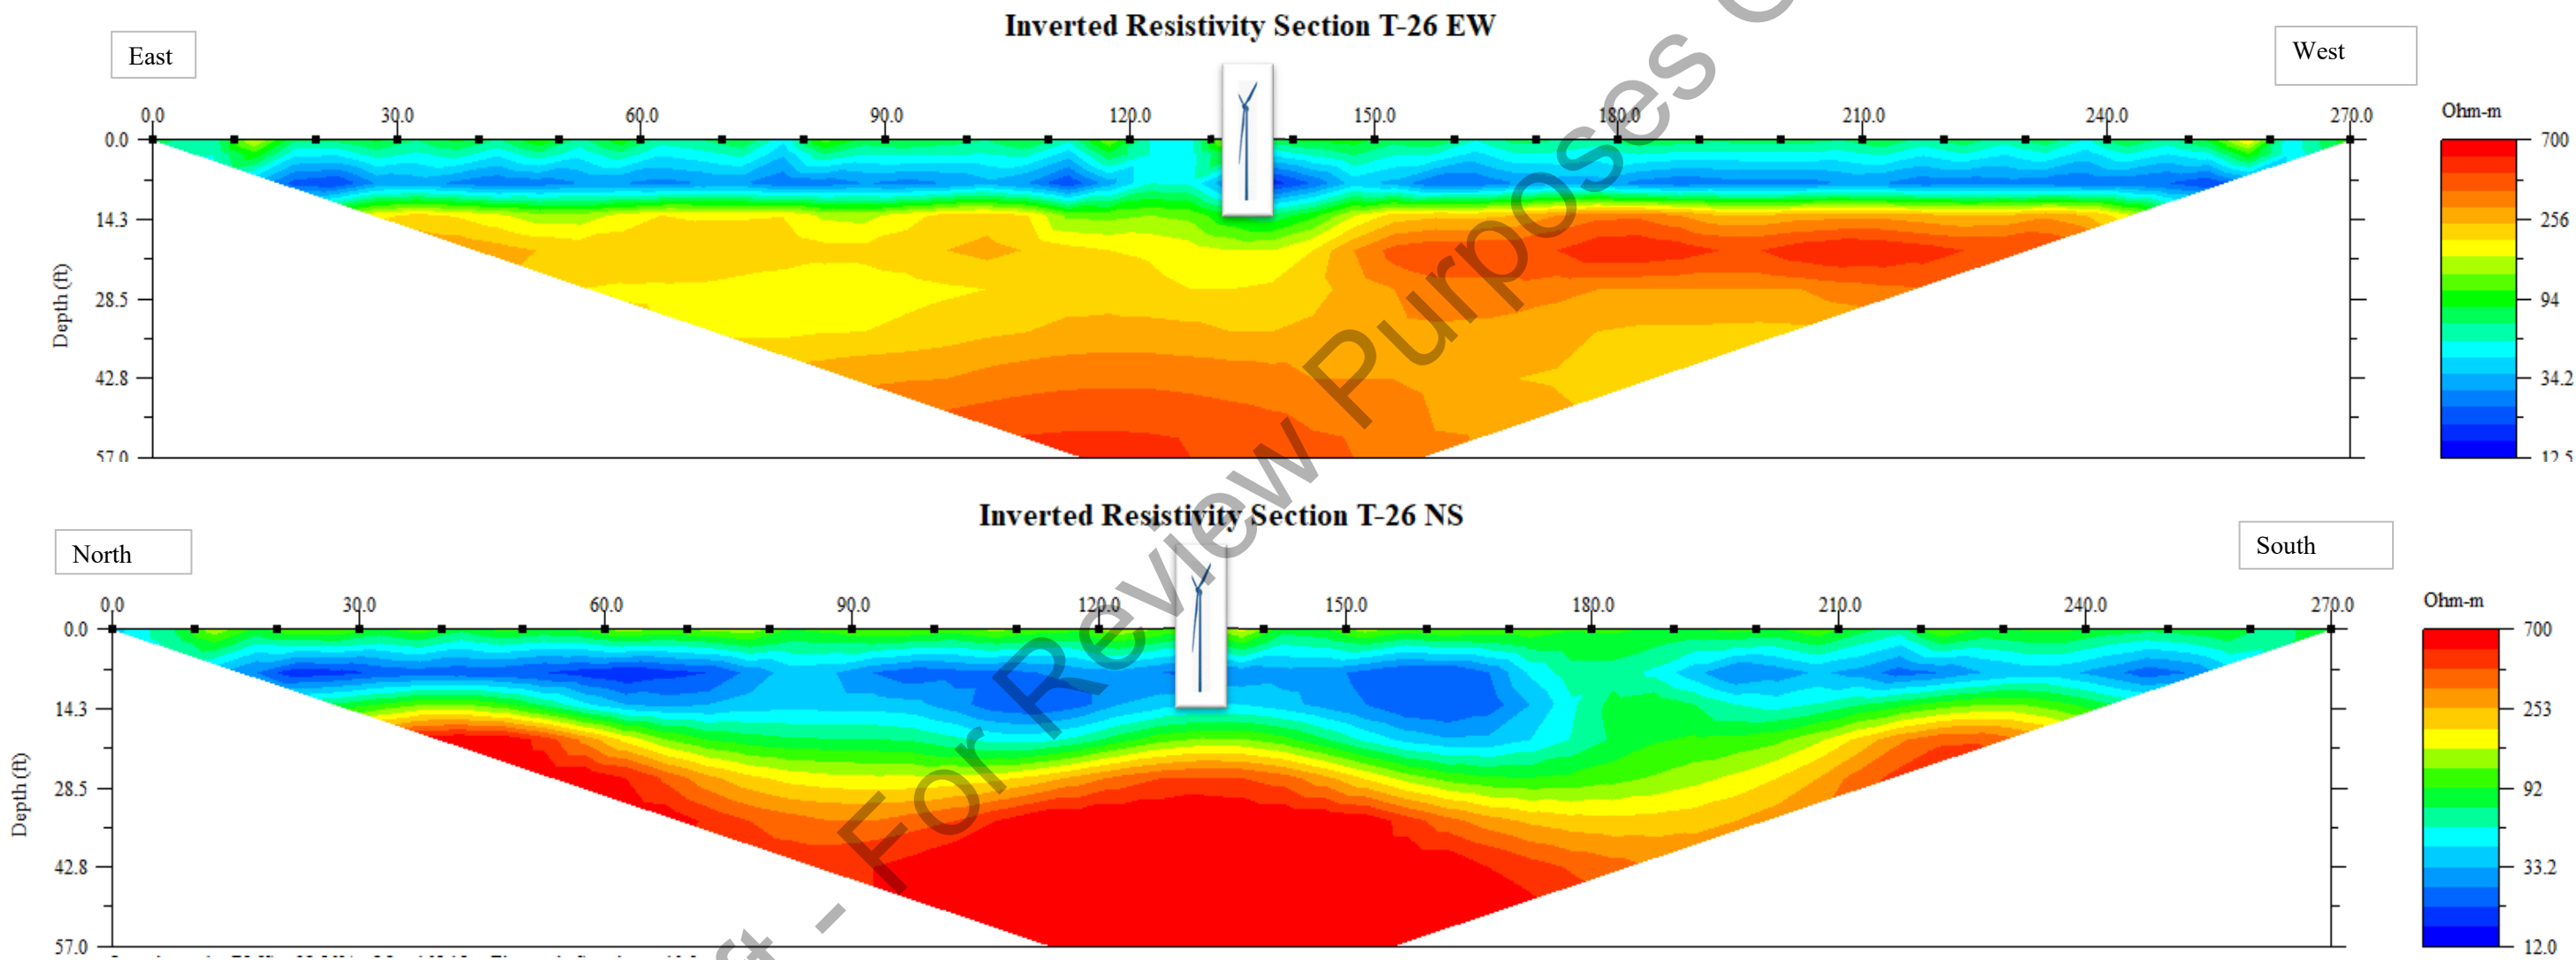 Inverted Resistivity Section T-26 EW
East
West
0.0 30.0 60.0 90.0 120.0 150.0 180.0 210.0 240.0 270.0
Ohm-m
0.0
14.3
28.5
42.8
57.0
Depth (ft)
700
256
94
34.2
12.5
Inverted Resistivity Section T-26 NS
North
South
0.0 30.0 60.0 90.0 120.0 150.0 180.0 210.0 240.0 270.0
Ohm-m
0.0
14.3
28.5
42.8
57.0
Depth (ft)
700
253
92
33.2
12.0
- For Review Purposes